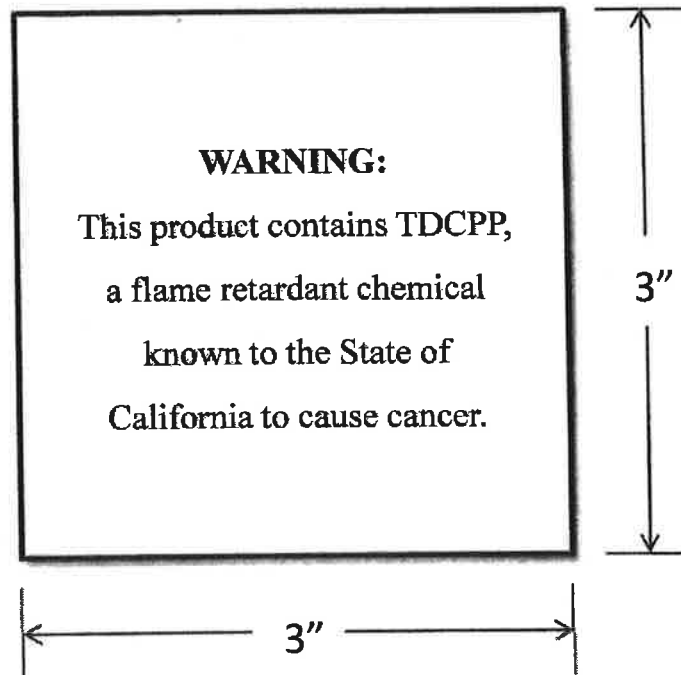 WARNING:
This product contains TDCPP,
a flame retardant chemical
known to the State of
California to cause cancer.
3"
3"